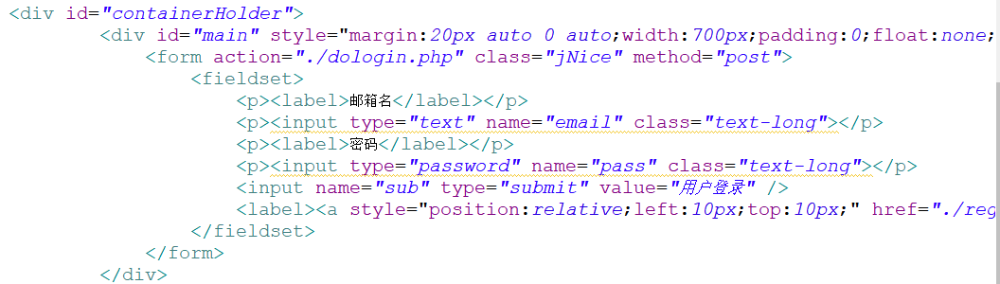 <div id="containerHolder">
<div id="main" style="margin:20px auto 0 auto;width:700px;padding:0;float:none;
<form action="./dologin.php" class="jNice" method="post">
<fieldset>
<p><label>邮箱名</label></p>
<p><input type="text" name="email" class="text-long"></p>
<p><label>密码</label></p>
<p><input type="password" name="pass" class="text-long"></p>
<input name="sub" type="submit" value="用户登录" />
<label><a style="position:relative;left:10px;top:10px;" href="./reg
</fieldset>
</form>
</div>